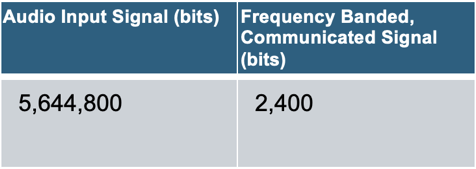 Audio Input Signal (bits)
Frequency Banded,
Communicated Signal
(bits)
5,644,800
2,400